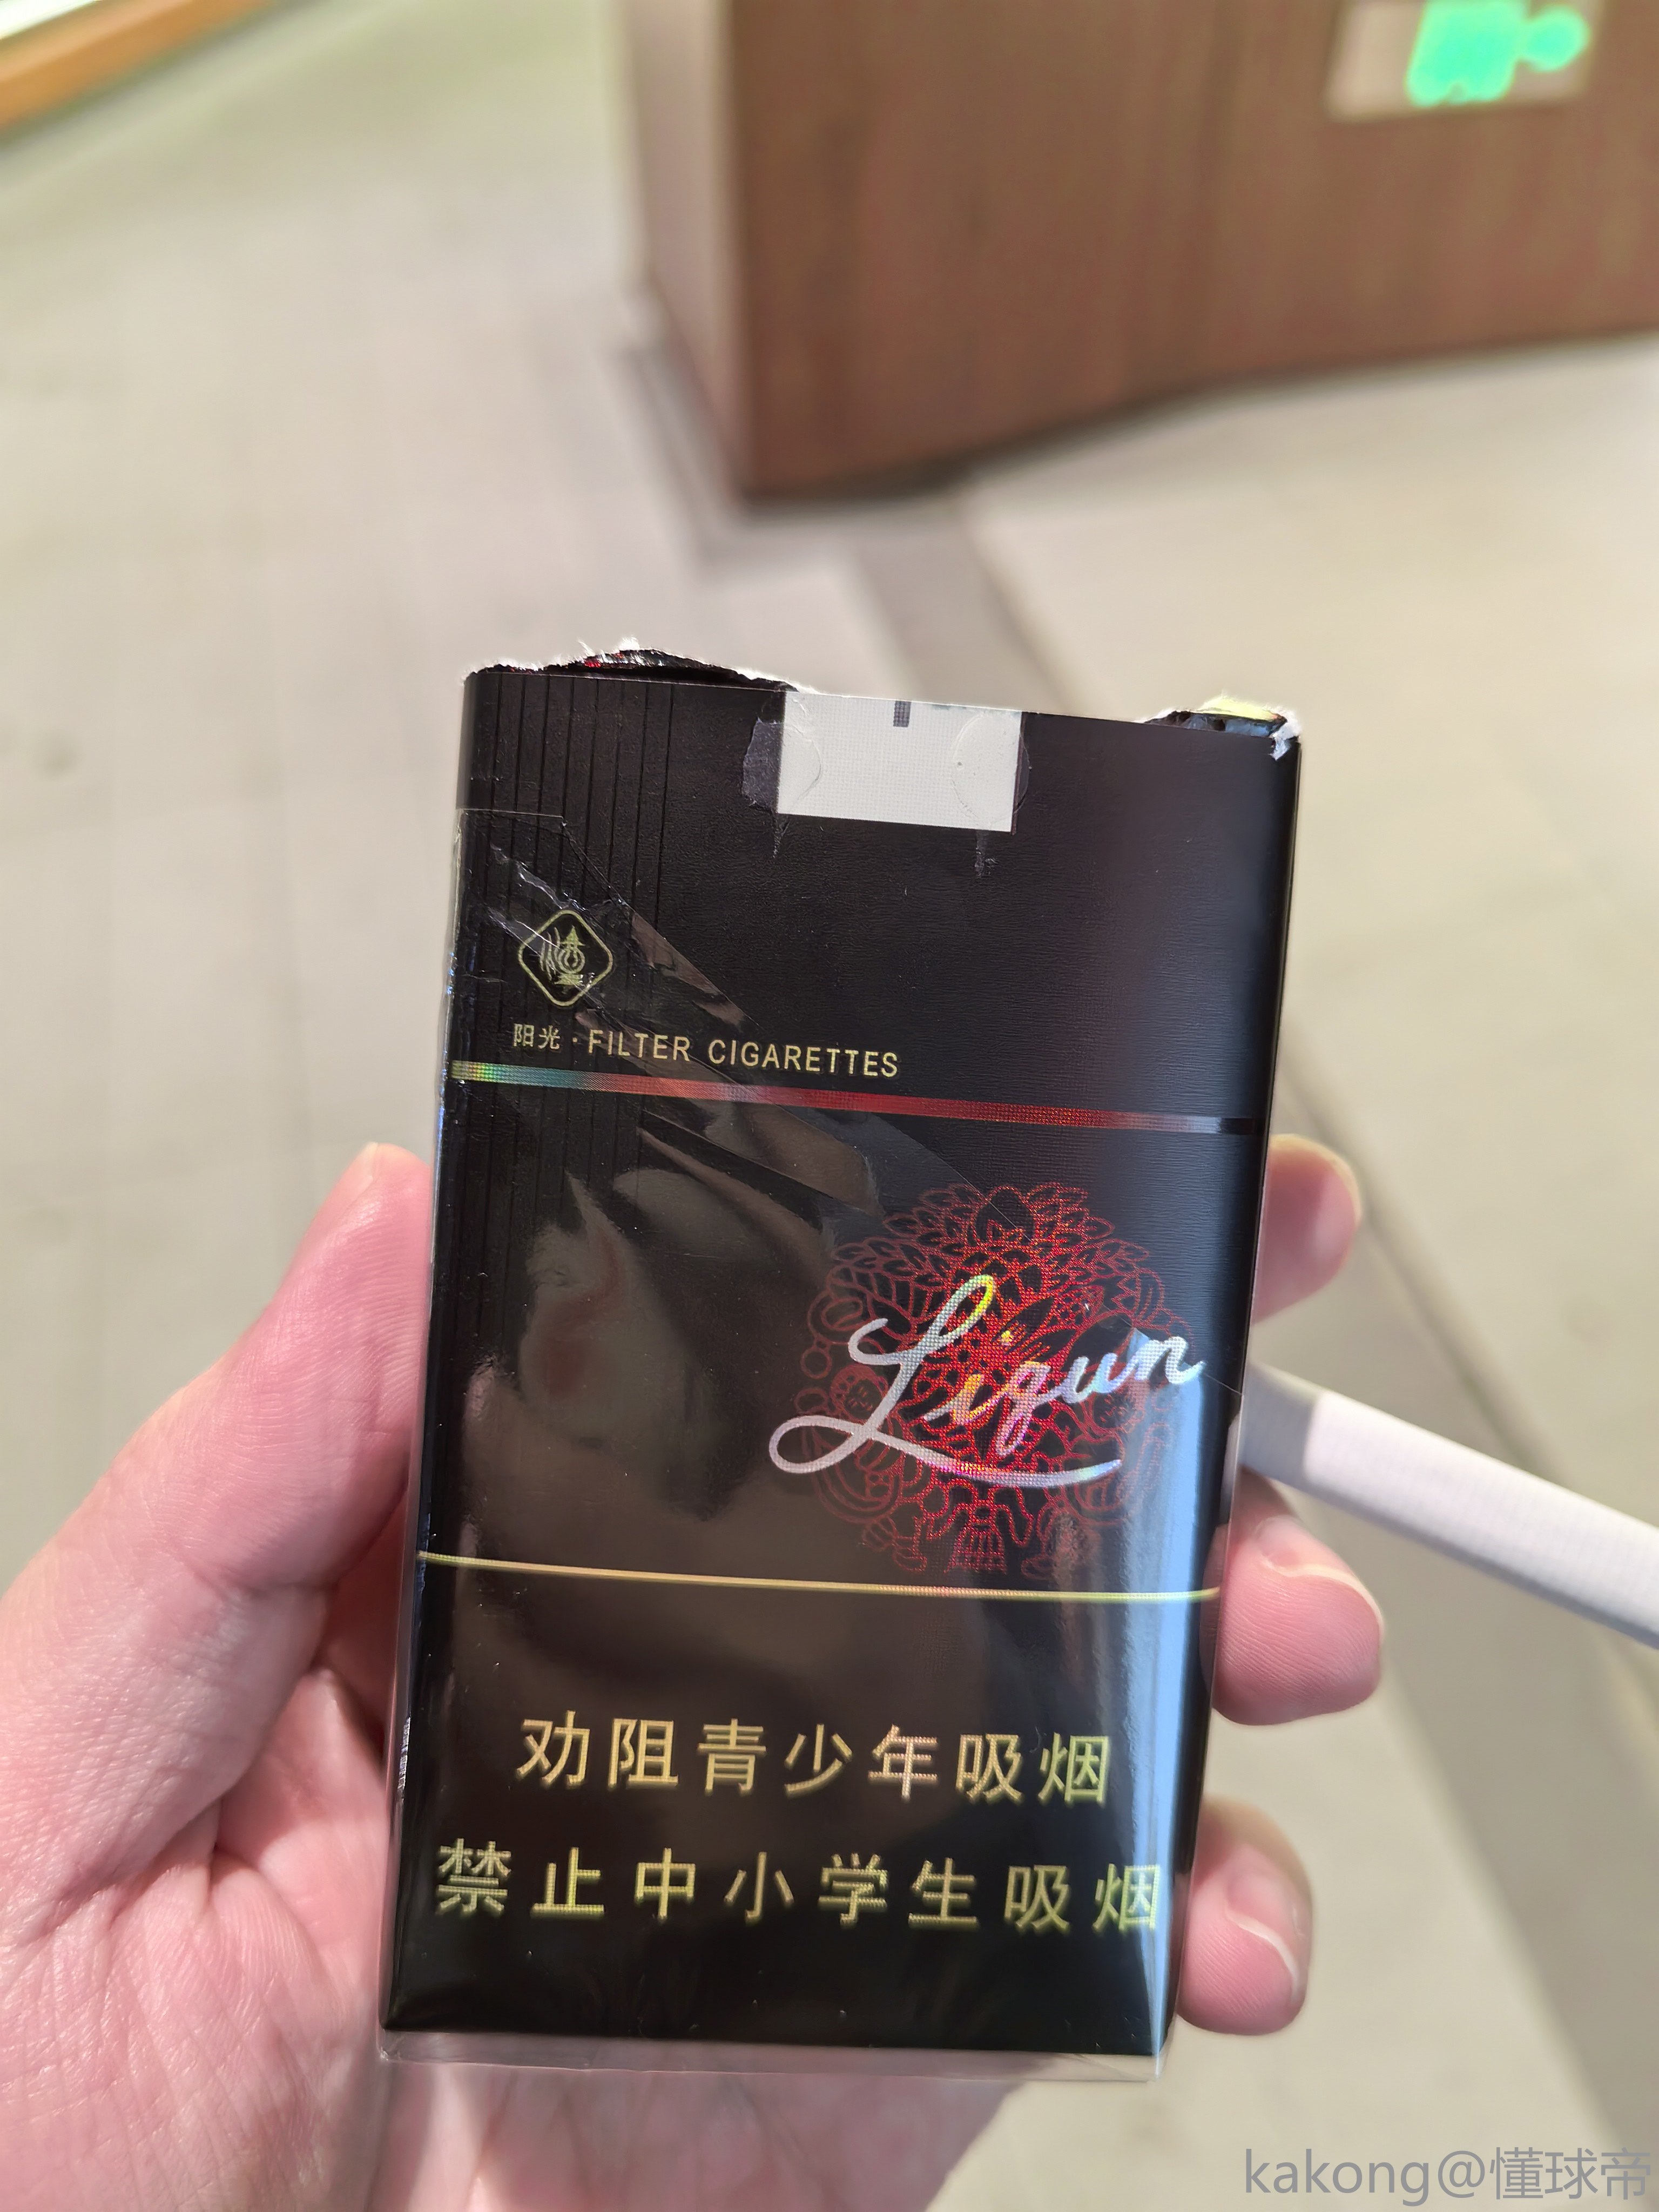 阳光·FILTER CIGARETTES
Liqun
劝阻青少年吸烟
禁止中小学生吸烟
kakong@懂球帝